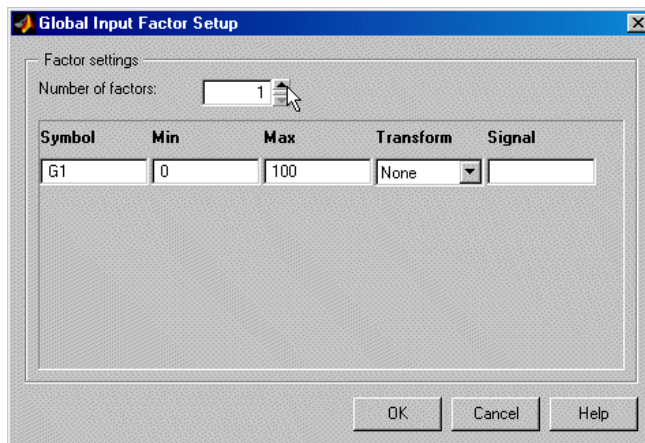 Global Input Factor Setup
Factor settings
Number of factors: 1
Symbol Min Max Transform Signal
G1 0 100 None
OK Cancel Help